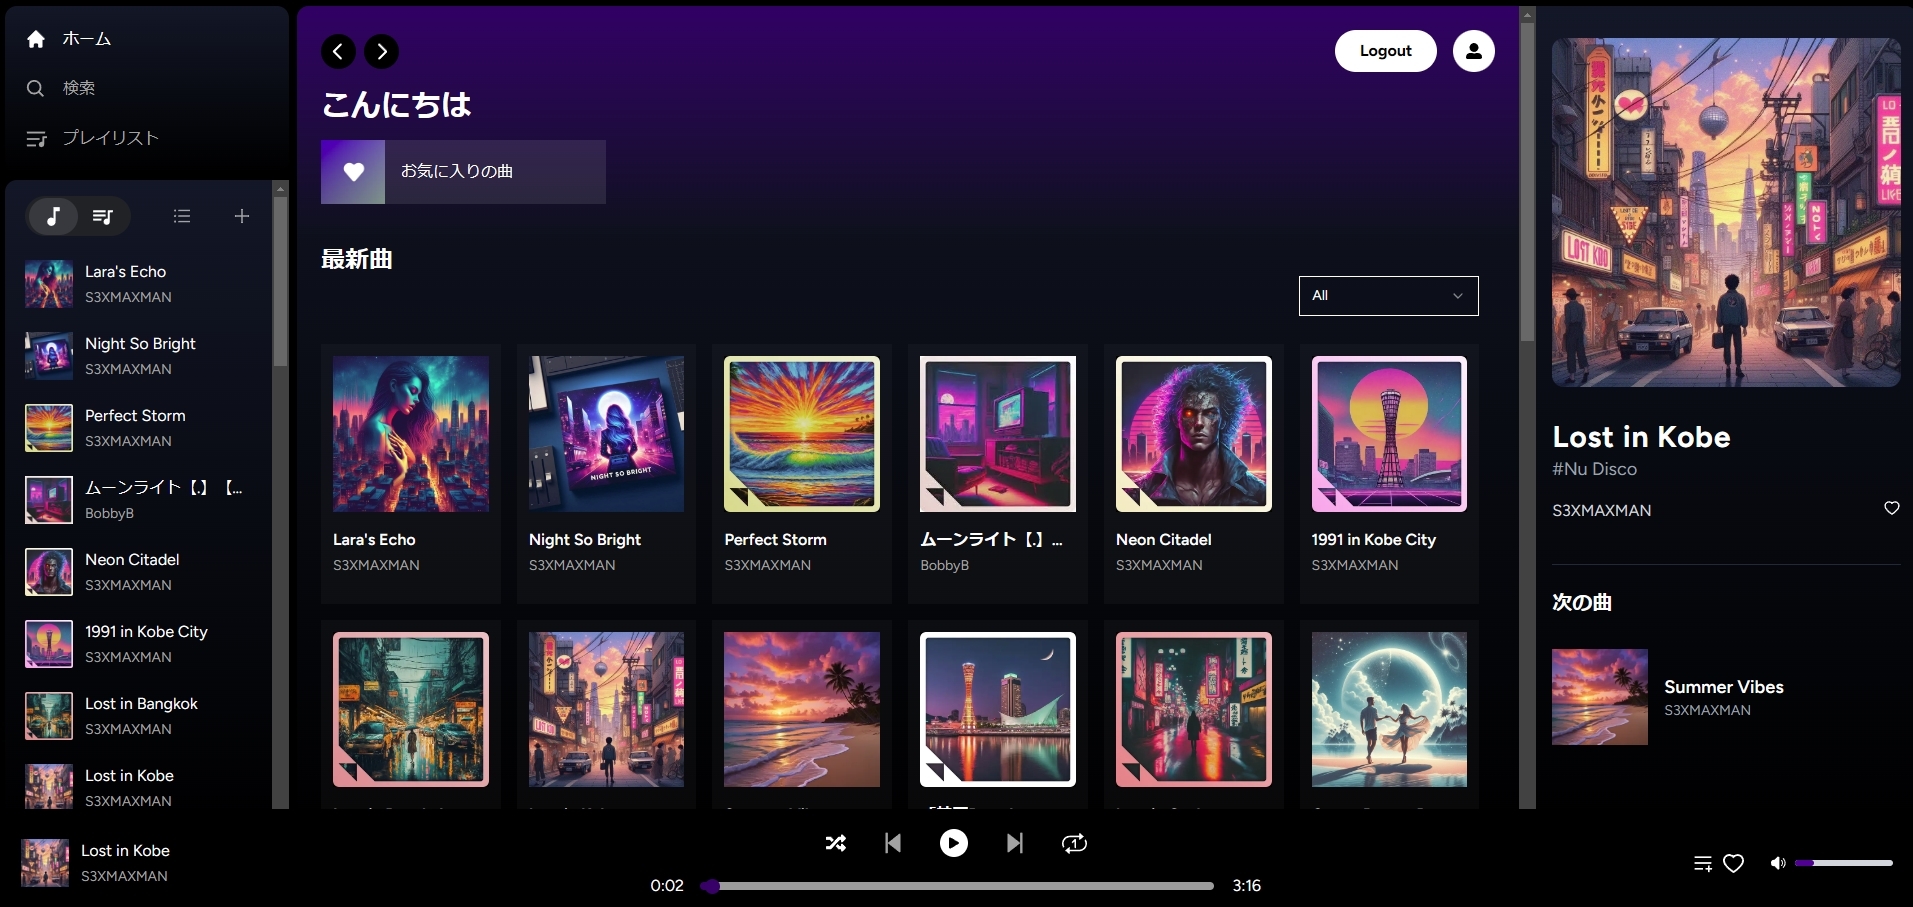 ホーム
検索
プレイリスト
Lara's Echo
S3XMAXMAN
Night So Bright
S3XMAXMAN
Perfect Storm
S3XMAXMAN
ムーンライト【.】【...
BobbyB
Neon Citadel
S3XMAXMAN
1991 in Kobe City
S3XMAXMAN
Lost in Bangkok
S3XMAXMAN
Lost in Kobe
S3XMAXMAN
Logout
こんにちは
お気に入りの曲
最新曲
All
NIGHT SO BRIGHT
Lara's Echo
S3XMAXMAN
Night So Bright
S3XMAXMAN
Perfect Storm
S3XMAXMAN
ムーンライト【.】...
BobbyB
Neon Citadel
S3XMAXMAN
1991 in Kobe City
S3XMAXMAN
Lost in Kobe
#Nu Disco
S3XMAXMAN
次の曲
Summer Vibes
S3XMAXMAN
Lost in Kobe
S3XMAXMAN
1
0:02
3:16